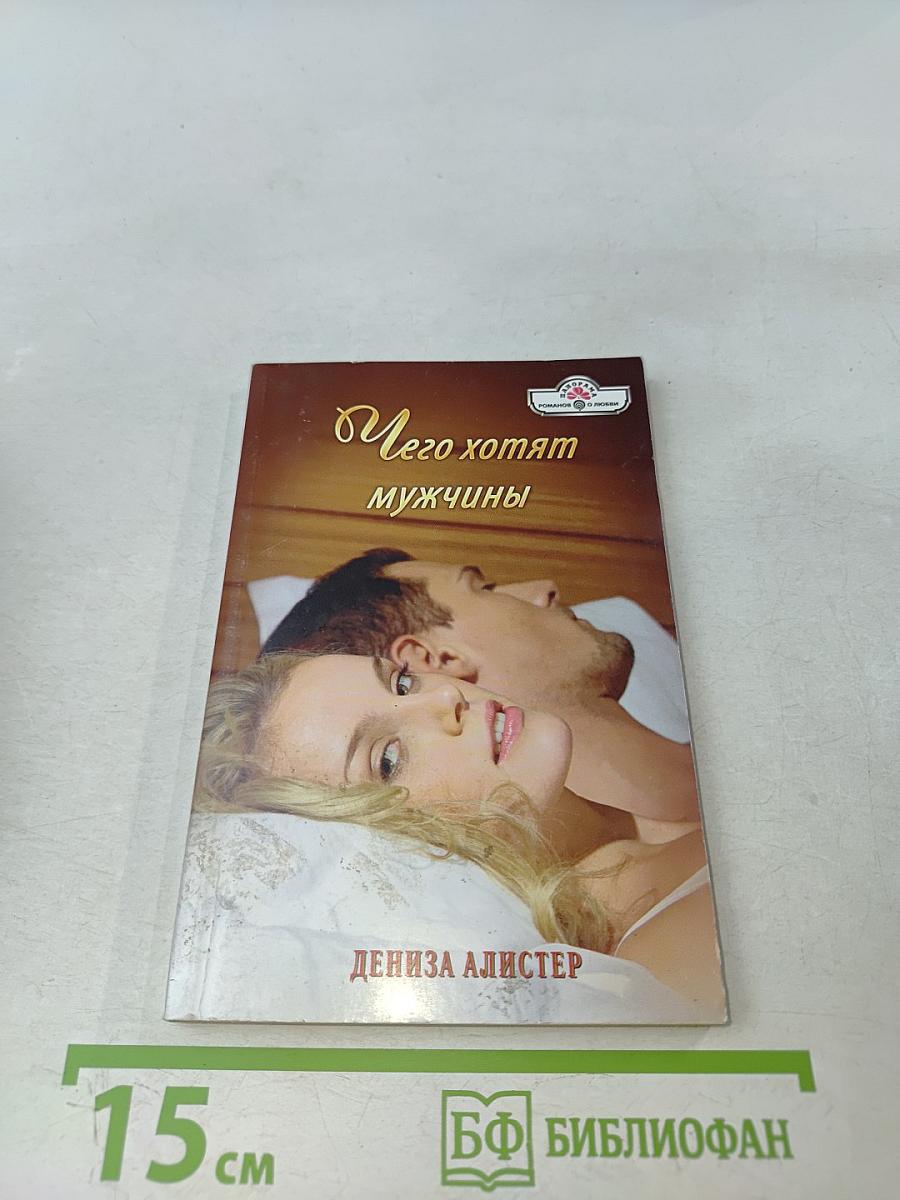 ПАНОРАМА
РОМАНОВ О ЛЮБВИ
Чего хотят
мужчины
ДЕНИЗА АЛИСТЕР
15 см
БФ БИБЛИОФАН